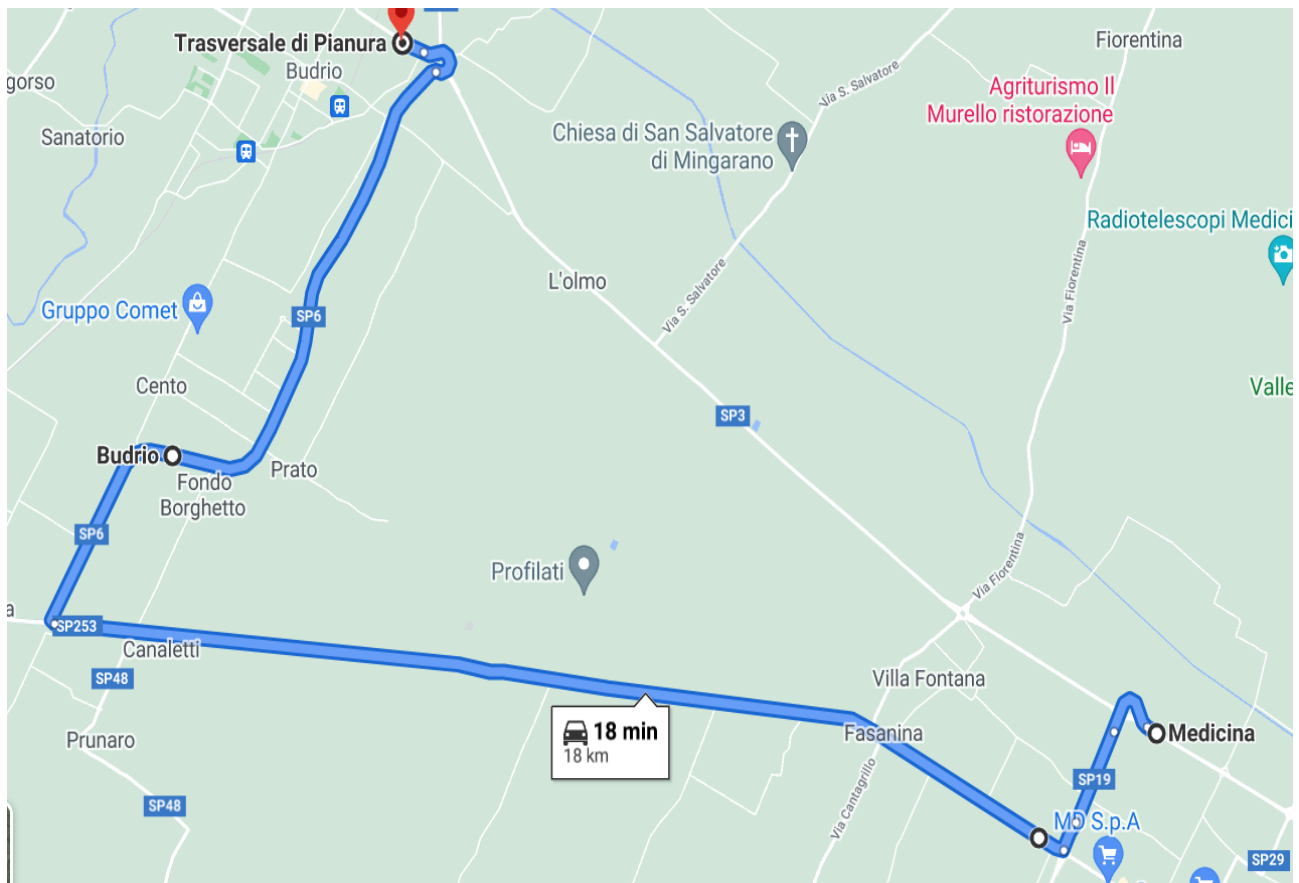 Trasversale di Pianura
Budrio
gorso
Sanatorio
Fiorentina
Agriturismo Il
Murello ristorazione
Via S. Salvatore
Chiesa di San Salvatore
di Mingarano
Radiotelescopi Medici
L'olmo
Via S. Salvatore
Via Fiorentina
Gruppo Comet
SP6
Cento
Valle
SP3
Budrio
Prato
Fondo
Borghetto
SP6
Profilati
Via Fiorentina
a
SP253
Canaletti
SP48
Villa Fontana
18 min
18 km
Fasanina
Medicina
Prunaro
SP19
SP48
Via Cantagrillo
MD S.p.A
SP29